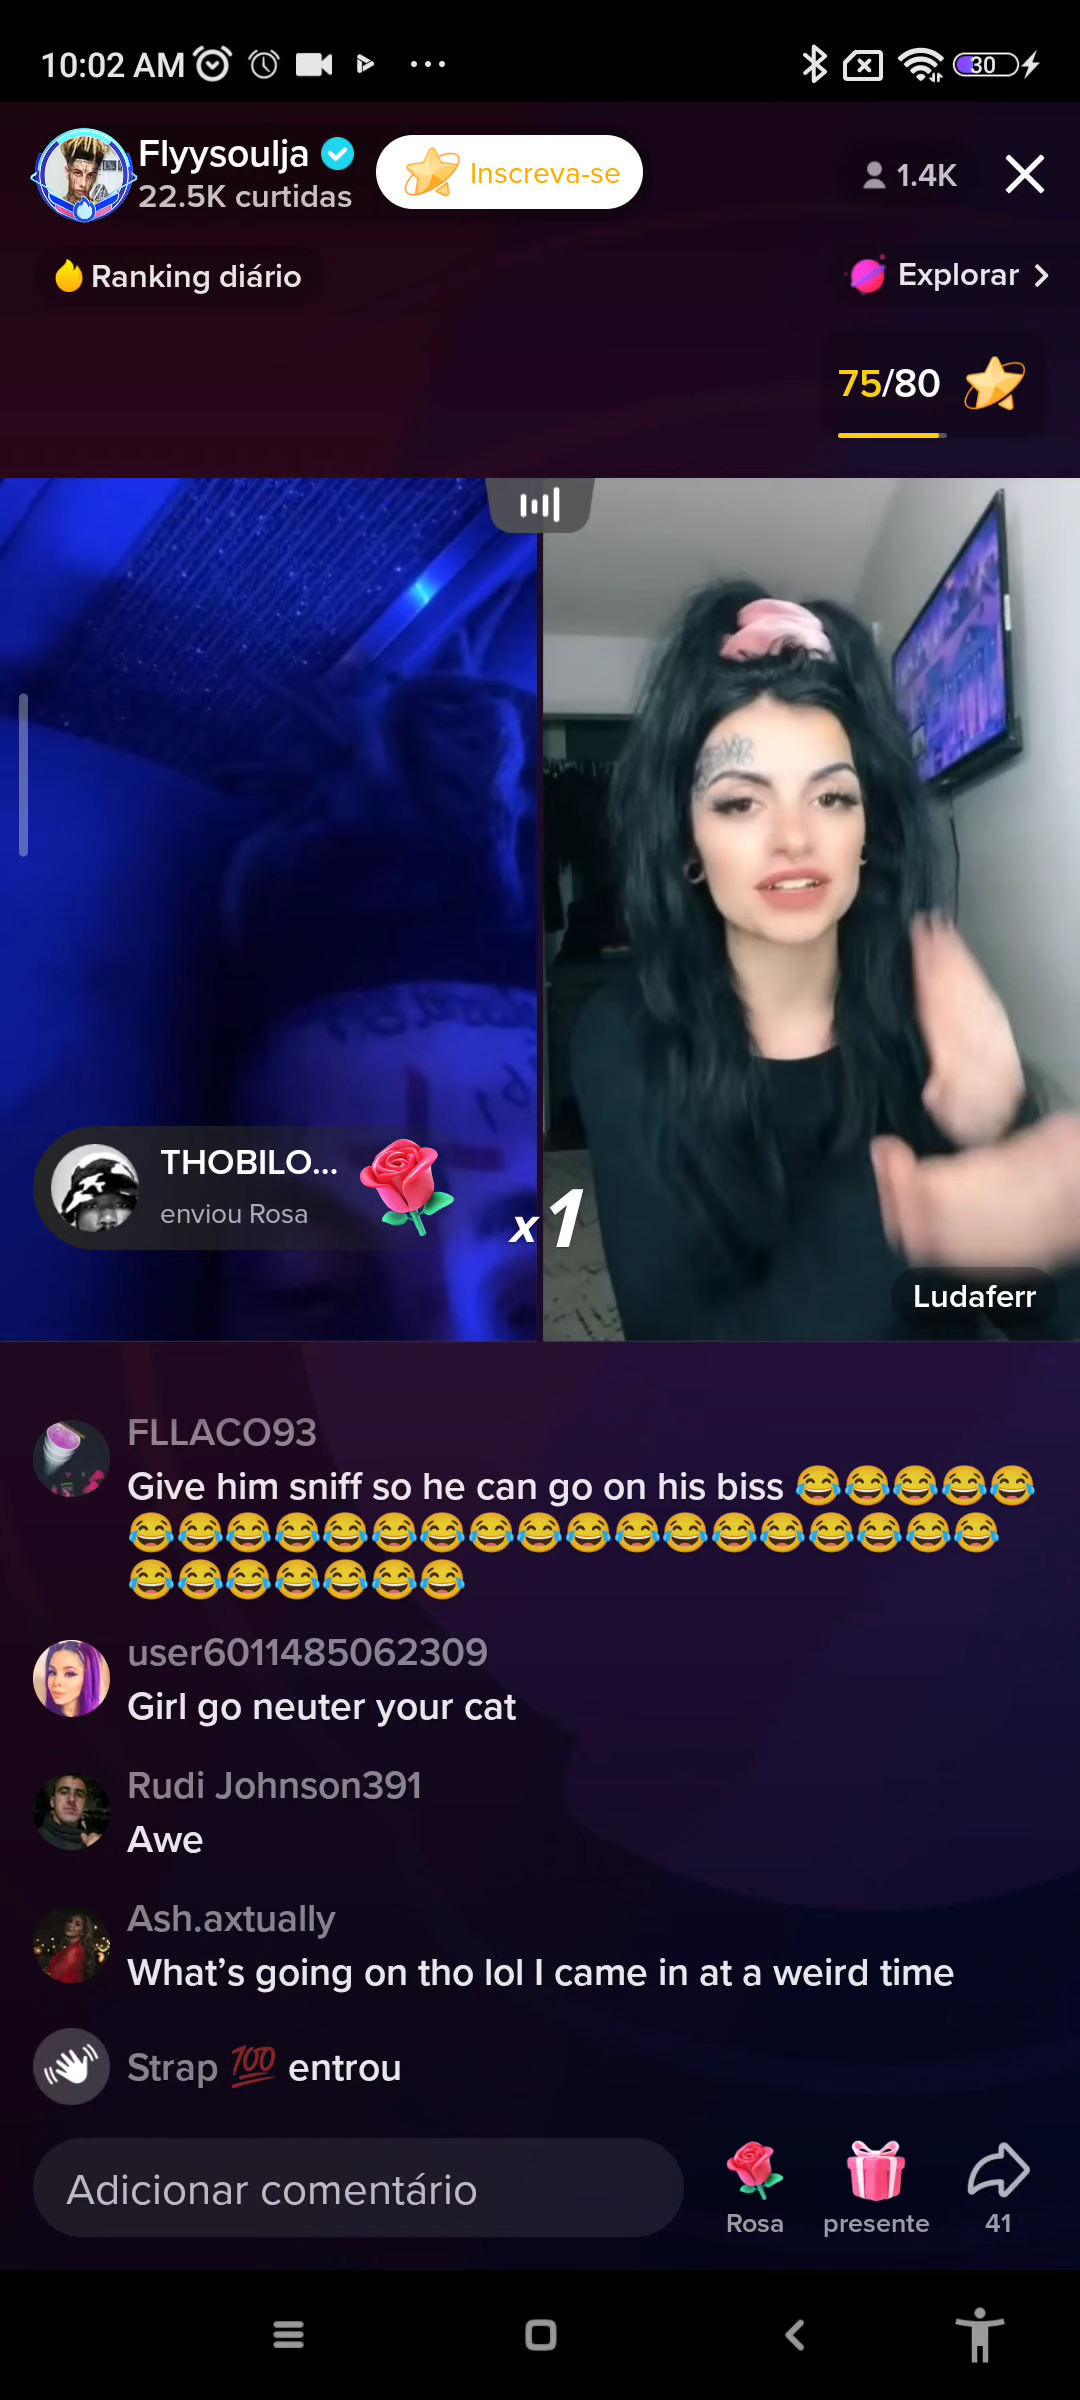 10:02 AM
30
Flyysoulja
22.5K curtidas
Inscreva-se
1.4K
Ranking diário
Explorar
75/80
THOBILO...
enviou Rosa
x1
Ludaferr
FLLACO93
Give him sniff so he can go on his biss 😂😂😂😂😂
😂😂😂😂😂😂😂😂😂😂😂😂😂😂😂😂😂😂
😂😂😂😂😂😂😂
user6011485062309
Girl go neuter your cat
Rudi Johnson391
Awe
Ash.axtually
What's going on tho lol I came in at a weird time
Strap 💯 entrou
Adicionar comentário
Rosa
presente
41